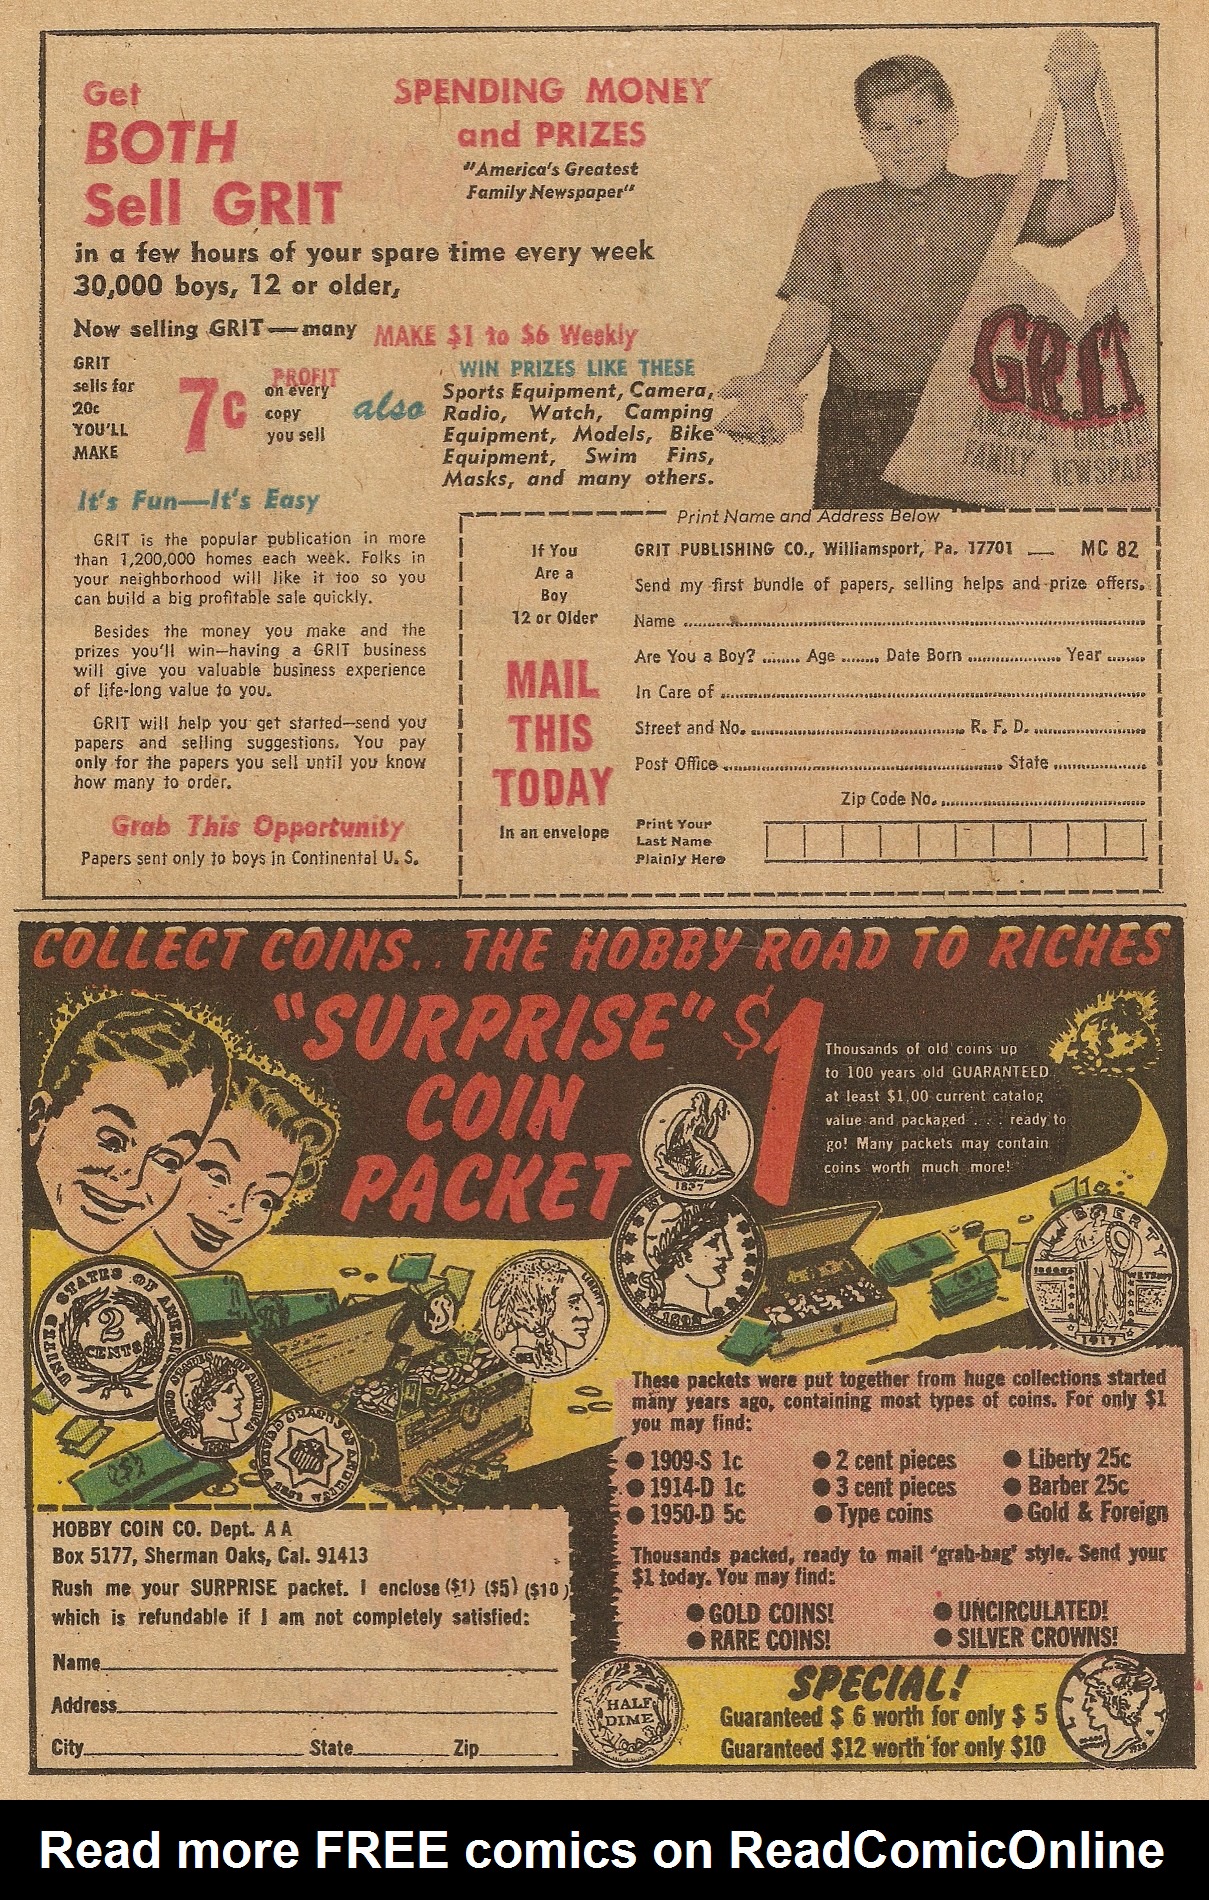 Get
BOTH
Sell GRIT
SPENDING MONEY
and PRIZES
"America's Greatest
Family Newspaper"
in a few hours of your spare time every week
30,000 boys, 12 or older,
Now selling GRIT—many
MAKE $1 to $6 Weekly
GRIT
sells for
20c
YOU'LL
MAKE
7c
PROFIT
on every
copy
you sell
also
WIN PRIZES LIKE THESE
Sports Equipment, Camera,
Radio, Watch, Camping
Equipment, Models, Bike
Equipment, Swim Fins,
Masks, and many others.
GRIT
FAMILY NEWSPAPER
It's Fun—It's Easy
GRIT is the popular publication in more
than 1,200,000 homes each week. Folks in
your neighborhood will like it too so you
can build a big profitable sale quickly.
Besides the money you make and the
prizes you'll win—having a GRIT business
will give you valuable business experience
of life-long value to you.
GRIT will help you get started—send you
papers and selling suggestions. You pay
only for the papers you sell until you know
how many to order.
Grab This Opportunity
Papers sent only to boys in Continental U. S.
Print Name and Address Below
If You
Are a
Boy
12 or Older
MAIL
THIS
TODAY
In an envelope
GRIT PUBLISHING CO., Williamsport, Pa. 17701 — MC 82
Send my first bundle of papers, selling helps and prize offers.
Name
Are You a Boy? Age Date Born Year
In Care of
Street and No. R. F. D.
Post Office State
Zip Code No.
Print Your
Last Name
Plainly Here
COLLECT COINS.. THE HOBBY ROAD TO RICHES
"SURPRISE" $1
COIN
PACKET
Thousands of old coins up
to 100 years old GUARANTEED
at least $1.00 current catalog
value and packaged . . . ready to
go! Many packets may contain
coins worth much more!
1837
LIBERTY
1917
UNITED STATES OF AMERICA
2
CENTS
UNITED STATES OF AMERICA
UNITED STATES OF AMERICA
These packets were put together from huge collections started
many years ago, containing most types of coins. For only $1
you may find:
● 1909-S 1c ● 2 cent pieces ● Liberty 25c
● 1914-D 1c ● 3 cent pieces ● Barber 25c
● 1950-D 5c ● Type coins ● Gold & Foreign
Thousands packed, ready to mail 'grab-bag' style. Send your
$1 today. You may find:
● GOLD COINS! ● UNCIRCULATED!
● RARE COINS! ● SILVER CROWNS!
HOBBY COIN CO. Dept. A A
Box 5177, Sherman Oaks, Cal. 91413
Rush me your SURPRISE packet. I enclose ($1) ($5) ($10)
which is refundable if I am not completely satisfied:
Name
Address
City State Zip
HALF
DIME
SPECIAL!
Guaranteed $ 6 worth for only $ 5
Guaranteed $12 worth for only $10
Read more FREE comics on ReadComicOnline